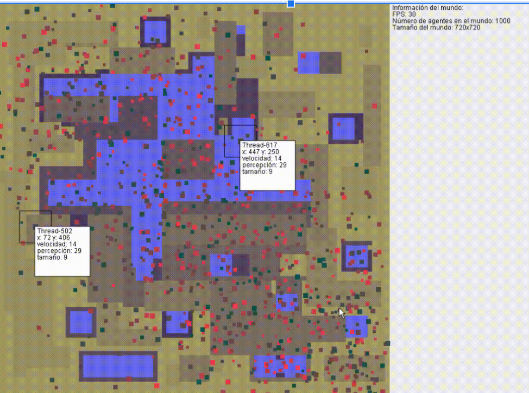 Información del mundo:
FPS: 30
Número de agentes en el mundo: 1000
Tamaño del mundo: 720x720
Thread-817
x: 447 y: 250
velocidad: 14
percepción: 29
tamaño: 9
Thread-502
x: 72 y: 406
velocidad: 14
percepción: 29
tamaño: 9